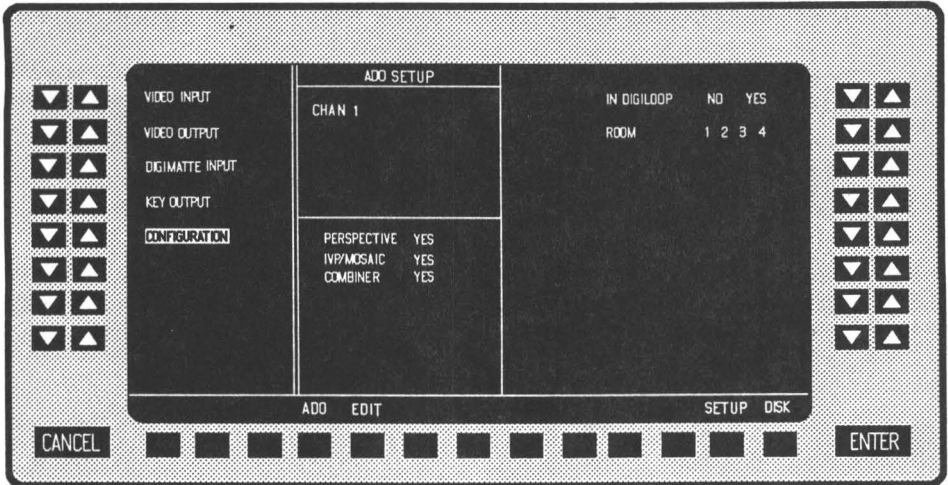 VIDEO INPUT
VIDEO OUTPUT
DIGIMATTE INPUT
KEY OUTPUT
CONFIGURATION
ADO SETUP
CHAN 1
PERSPECTIVE YES
IVP/MOSAIC YES
COMBINER YES
IN DIGILOOP NO YES
ROOM 1 2 3 4
ADO EDIT SETUP DISK
CANCEL ENTER